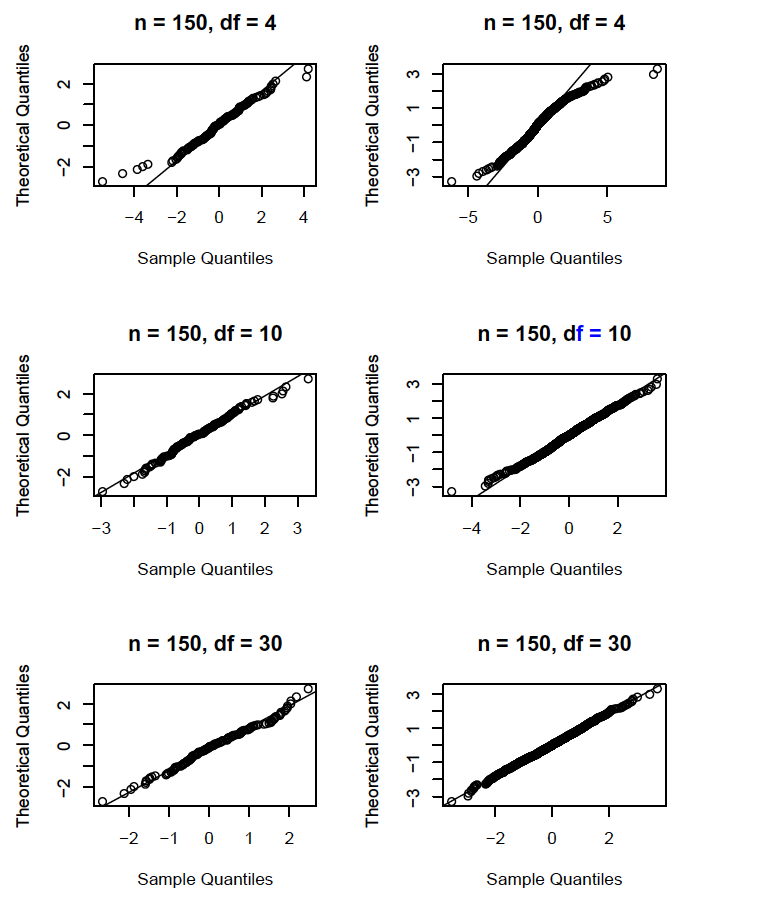 n = 150, df = 4
Theoretical Quantiles
2
0
−2
−4 −2 0 2 4
Sample Quantiles
n = 150, df = 4
Theoretical Quantiles
3
1
−1
−3
−5 0 5
Sample Quantiles
n = 150, df = 10
Theoretical Quantiles
2
0
−2
−3 −1 0 1 2 3
Sample Quantiles
n = 150, df = 10
Theoretical Quantiles
3
1
−1
−3
−4 −2 0 2
Sample Quantiles
n = 150, df = 30
Theoretical Quantiles
2
0
−2
−2 −1 0 1 2
Sample Quantiles
n = 150, df = 30
Theoretical Quantiles
3
1
−1
−3
−2 0 2
Sample Quantiles